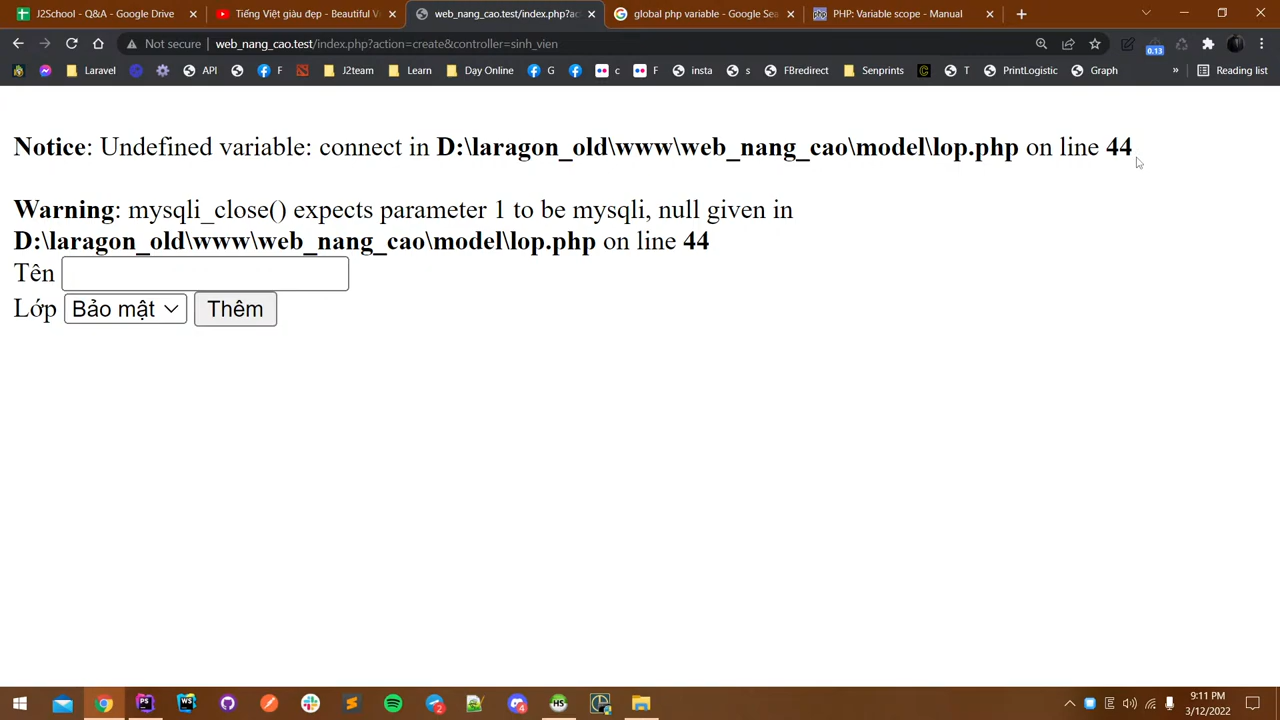 J2School - Q&A - Google Drive
Tiếng Việt giàu đẹp - Beautiful V
web_nang_cao.test/index.php?ac
global php variable - Google Sea
PHP: Variable scope - Manual
Not secure
web_nang_cao.test/index.php?action=create&controller=sinh_vien
0.13
Laravel
API
F
J2team
Learn
Day Online
G
c
F
insta
s
FBredirect
Senprints
T
PrintLogistic
Graph
»
Reading list
Notice: Undefined variable: connect in D:\laragon_old\www\web_nang_cao\model\lop.php on line 44
Warning: mysqli_close() expects parameter 1 to be mysqli, null given in
D:\laragon_old\www\web_nang_cao\model\lop.php on line 44
Tên
Lớp Bảo mật Thêm
9:11 PM
3/12/2022